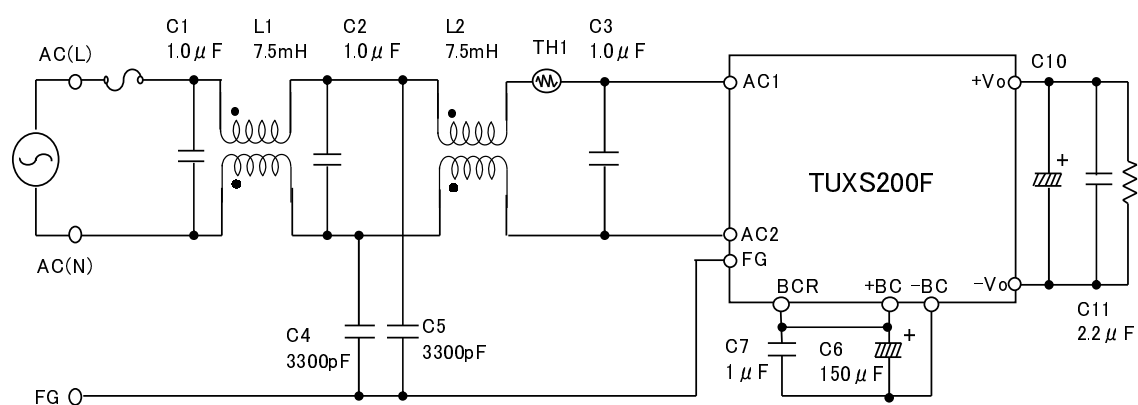 C1
1.0μF
L1
7.5mH
C2
1.0μF
L2
7.5mH
TH1
C3
1.0μF
AC(L)
AC(N)
AC1
AC2
FG
TUXS200F
BCR
+BC
-BC
+Vo
-Vo
C10
+
C11
2.2μF
C4
3300pF
C5
3300pF
C7
1μF
C6
150μF
+
FG